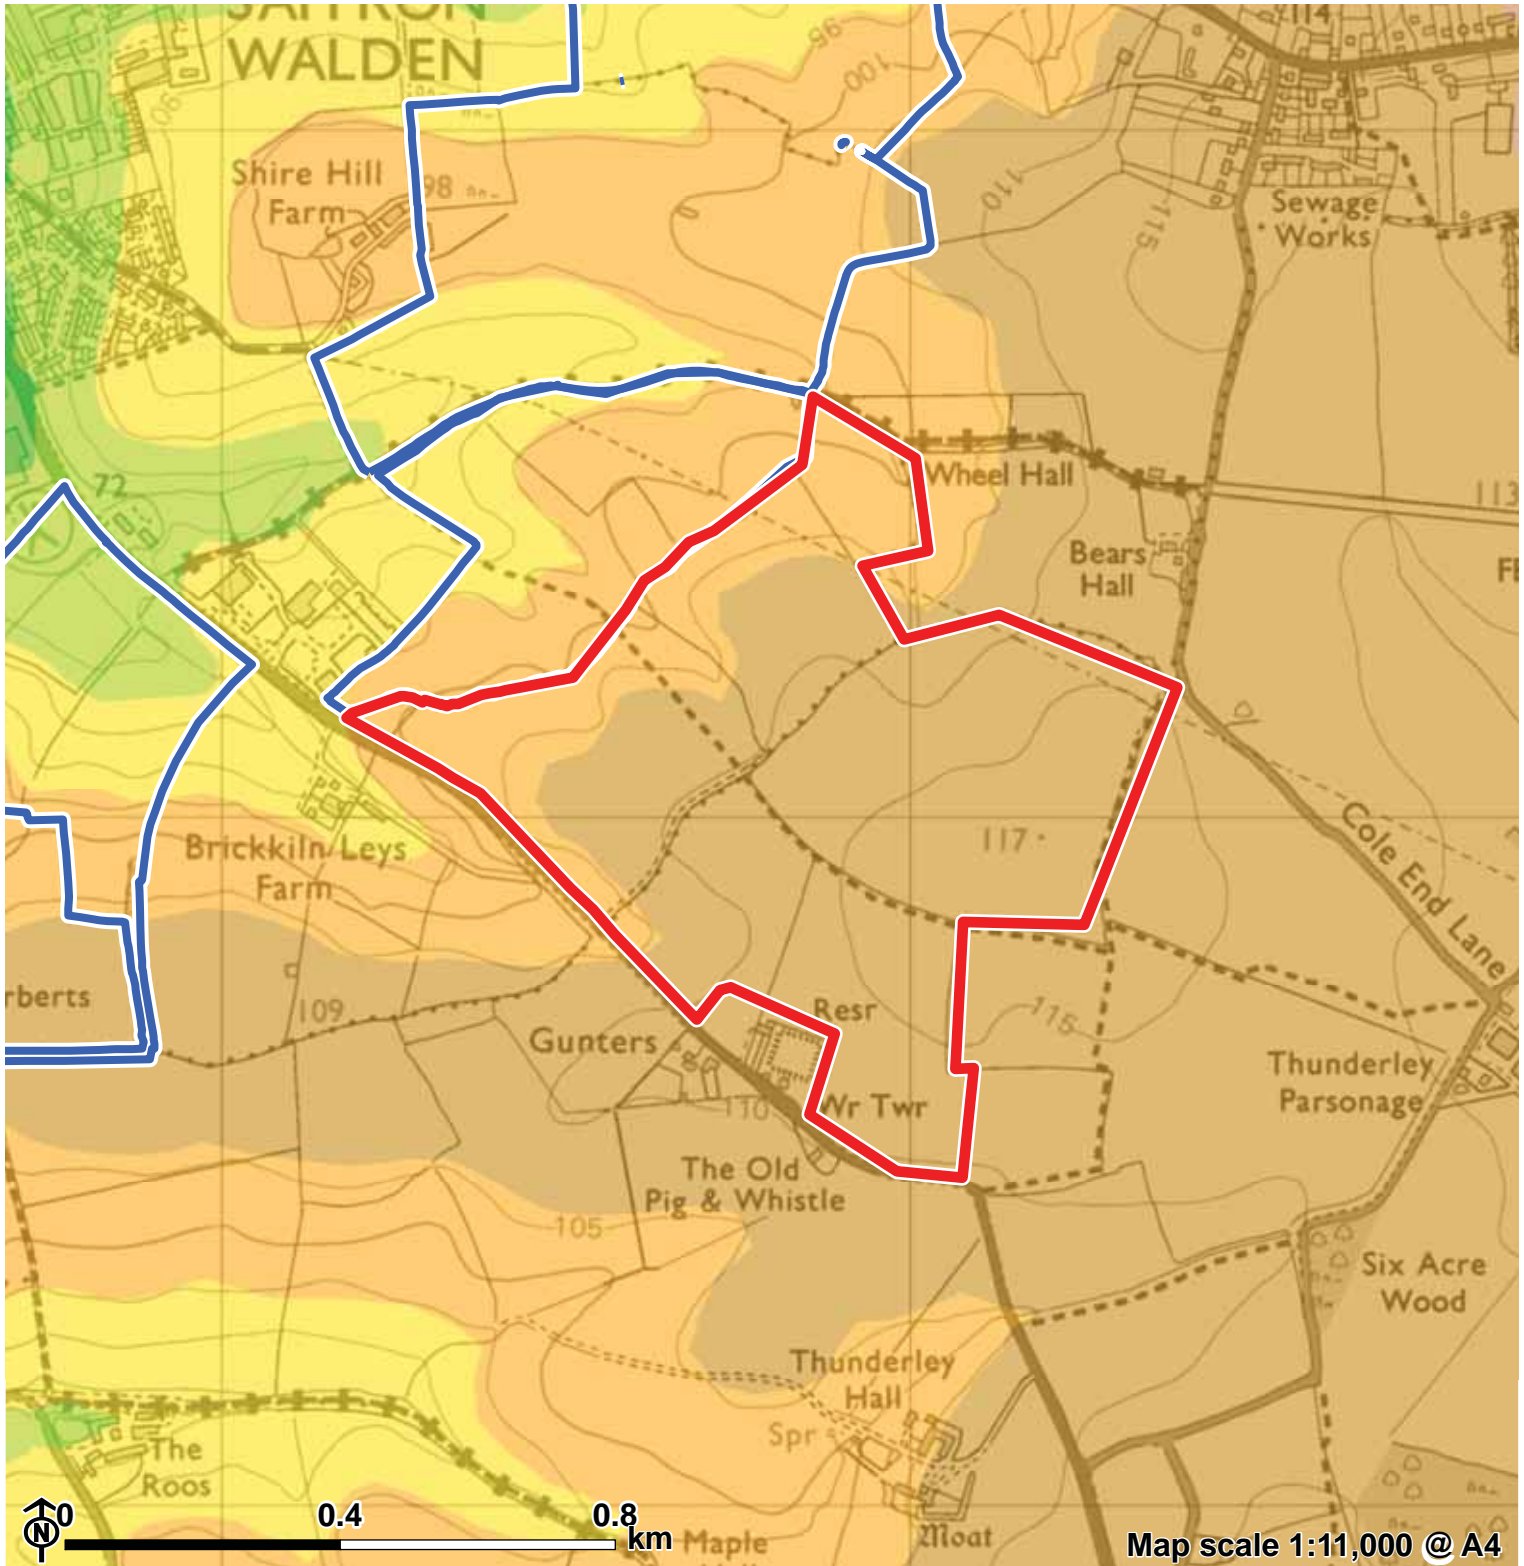 SAFFRON
WALDEN
114
95
100
90
Shire Hill
Farm
98
110
115
Sewage
Works
72
Wheel Hall
113
Bears
Hall
117
Cole End Lane
Brickkiln Leys
Farm
rberts
109
Resr
115
Gunters
Thunderley
Parsonage
110
Wr Twr
The Old
Pig & Whistle
105
Six Acre
Wood
Thunderley
Hall
Spr
The
Roos
Moat
Maple
0
0.4
0.8
km
N
Map scale 1:11,000 @ A4